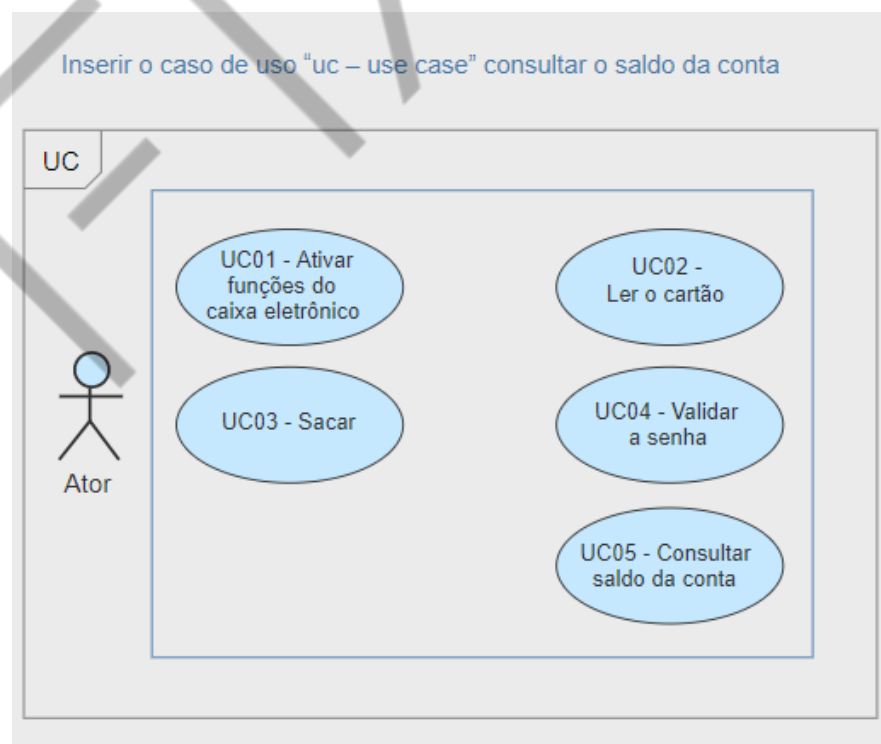 Inserir o caso de uso “uc – use case” consultar o saldo da conta
UC
UC01 - Ativar
funções do
caixa eletrônico
UC02 -
Ler o cartão
UC03 - Sacar
UC04 - Validar
a senha
Ator
UC05 - Consultar
saldo da conta